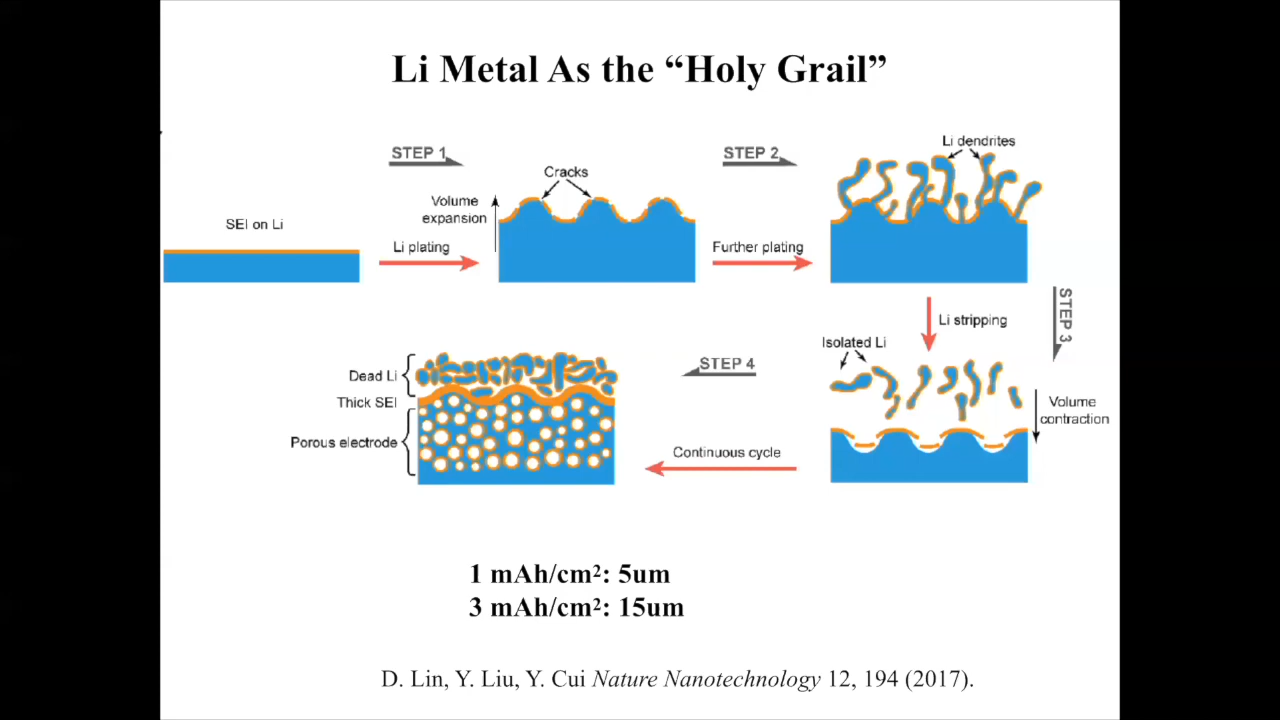 Li Metal As the “Holy Grail”
SEI on Li
STEP 1
Li plating
Volume
expansion
Cracks
STEP 2
Further plating
Li dendrites
STEP 3
Li stripping
Isolated Li
Volume
contraction
STEP 4
Continuous cycle
Dead Li
Thick SEI
Porous electrode
1 mAh/cm²: 5um
3 mAh/cm²: 15um
D. Lin, Y. Liu, Y. Cui Nature Nanotechnology 12, 194 (2017).